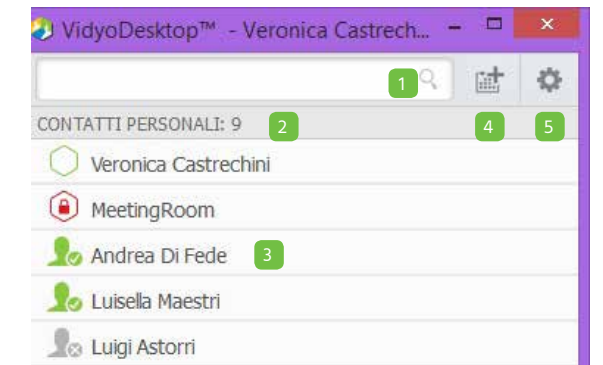 VidyoDesktop™ - Veronica Castrech...
1
CONTATTI PERSONALI: 9 2 4 5
Veronica Castrechini
MeetingRoom
Andrea Di Fede 3
Luisella Maestri
Luigi Astorri